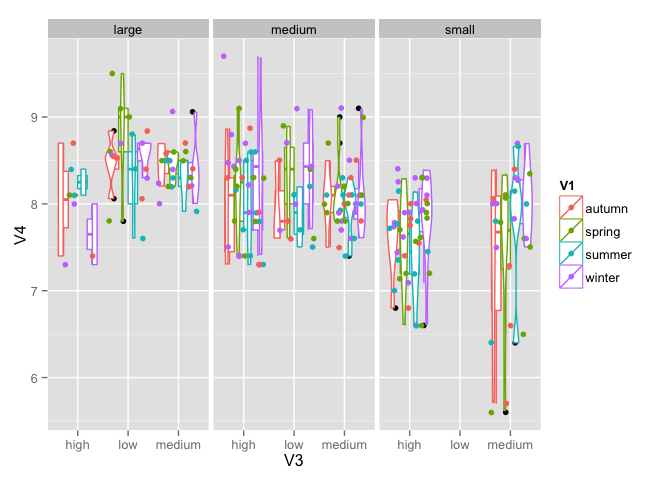 large medium small
V4
9
8
7
6
high low medium high low medium high low medium
V3
V1
autumn
spring
summer
winter